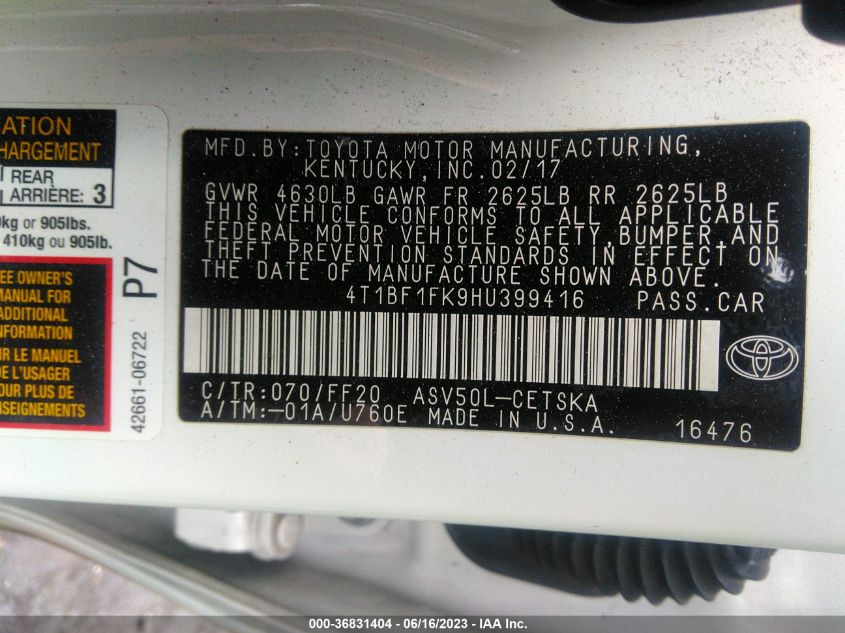 ATION
HARGEMENT
REAR
ARRIÈRE: 3
kg or 905lbs.
410kg ou 905lb.
EE OWNER'S
MANUAL FOR
ADDITIONAL
INFORMATION
IR LE MANUEL
DE L'USAGER
POUR PLUS DE
NSEIGNEMENTS
P7
42661-06722
MFD.BY:TOYOTA MOTOR MANUFACTURING,
KENTUCKY,INC.02/17
GVWR 4630LB GAWR FR 2625LB RR 2625LB
THIS VEHICLE CONFORMS TO ALL APPLICABLE
FEDERAL MOTOR VEHICLE SAFETY,BUMPER,AND
THEFT PREVENTION STANDARDS IN EFFECT ON
THE DATE OF MANUFACTURE SHOWN ABOVE.
4T1BF1FK9HU399416 PASS.CAR
C/TR:070/FF20 ASV50L-CETSKA
A/TM:-01A/U760E MADE IN U.S.A.
16476
000-36831404 - 06/16/2023 - IAA Inc.